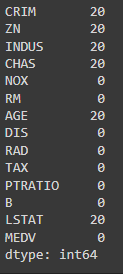 CRIM 20
ZN 20
INDUS 20
CHAS 20
NOX 0
RM 0
AGE 20
DIS 0
RAD 0
TAX 0
PTRATIO 0
B 0
LSTAT 20
MEDV 0
dtype: int64